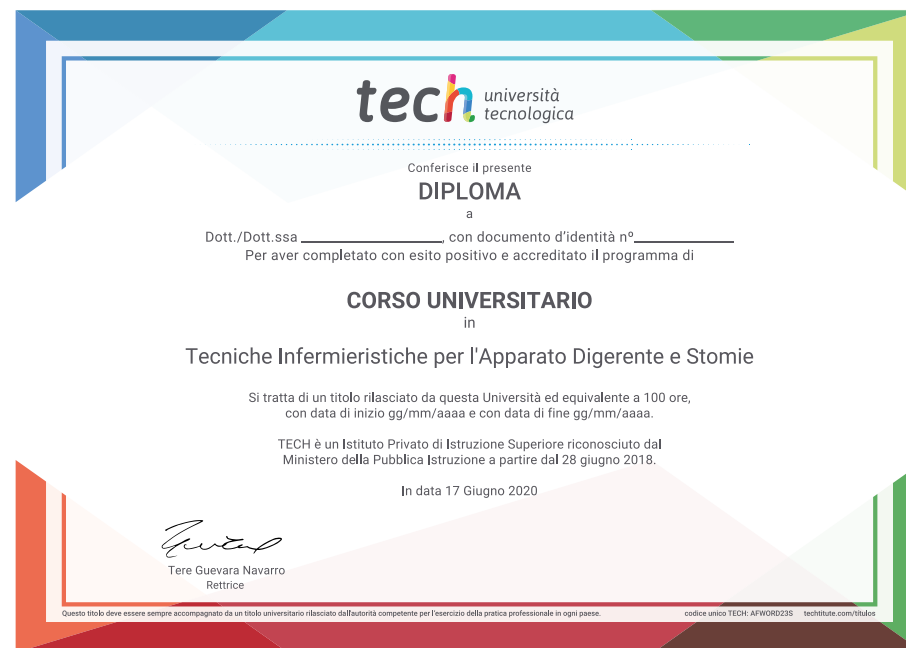 tech università
tecnologica
Conferisce il presente
DIPLOMA
a
Dott./Dott.ssa ____________________, con documento d'identità nº______________
Per aver completato con esito positivo e accreditato il programma di
CORSO UNIVERSITARIO
in
Tecniche Infermieristiche per l'Apparato Digerente e Stomie
Si tratta di un titolo rilasciato da questa Università ed equivalente a 100 ore,
con data di inizio gg/mm/aaaa e con data di fine gg/mm/aaaa.
TECH è un Istituto Privato di Istruzione Superiore riconosciuto dal
Ministero della Pubblica Istruzione a partire dal 28 giugno 2018.
In data 17 Giugno 2020
Tere Guevara Navarro
Rettrice
Questo titolo deve essere sempre accompagnato da un titolo universitario rilasciato dall'autorità competente per l'esercizio della pratica professionale in ogni paese. codice unico TECH: AFWORD23S techtitute.com/titulos